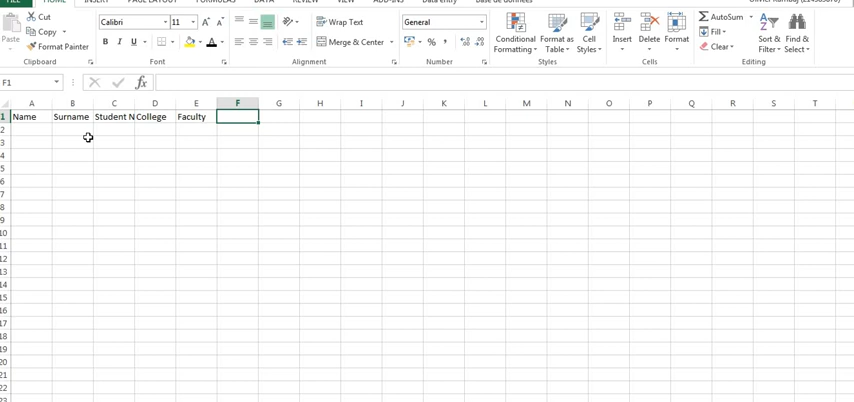 FILE HOME INSERT PAGE LAYOUT FORMULAS DATA REVIEW VIEW ADD-INS Data entry Base de données
Cut Calibri 11 Wrap Text General AutoSum
Copy Fill
Paste Format Painter B I U A Merge & Center % Conditional Formatting Format as Table Cell Styles Insert Delete Format Clear Sort & Filter Find & Select
Clipboard Font Alignment Number Styles Cells Editing
F1 fx
A B C D E F G H I J K L M N O P Q R S T
1 Name Surname Student N College Faculty
2
3
4
5
6
7
8
9
10
11
12
13
14
15
16
17
18
19
20
21
22
23